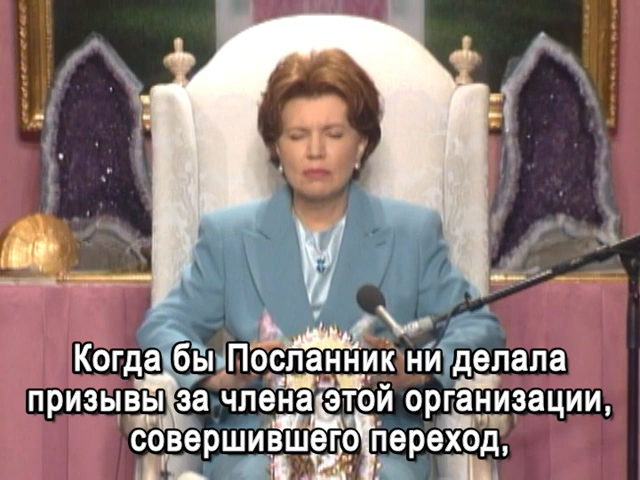 Когда бы Посланник ни делала
призывы за члена этой организации,
совершившего переход,